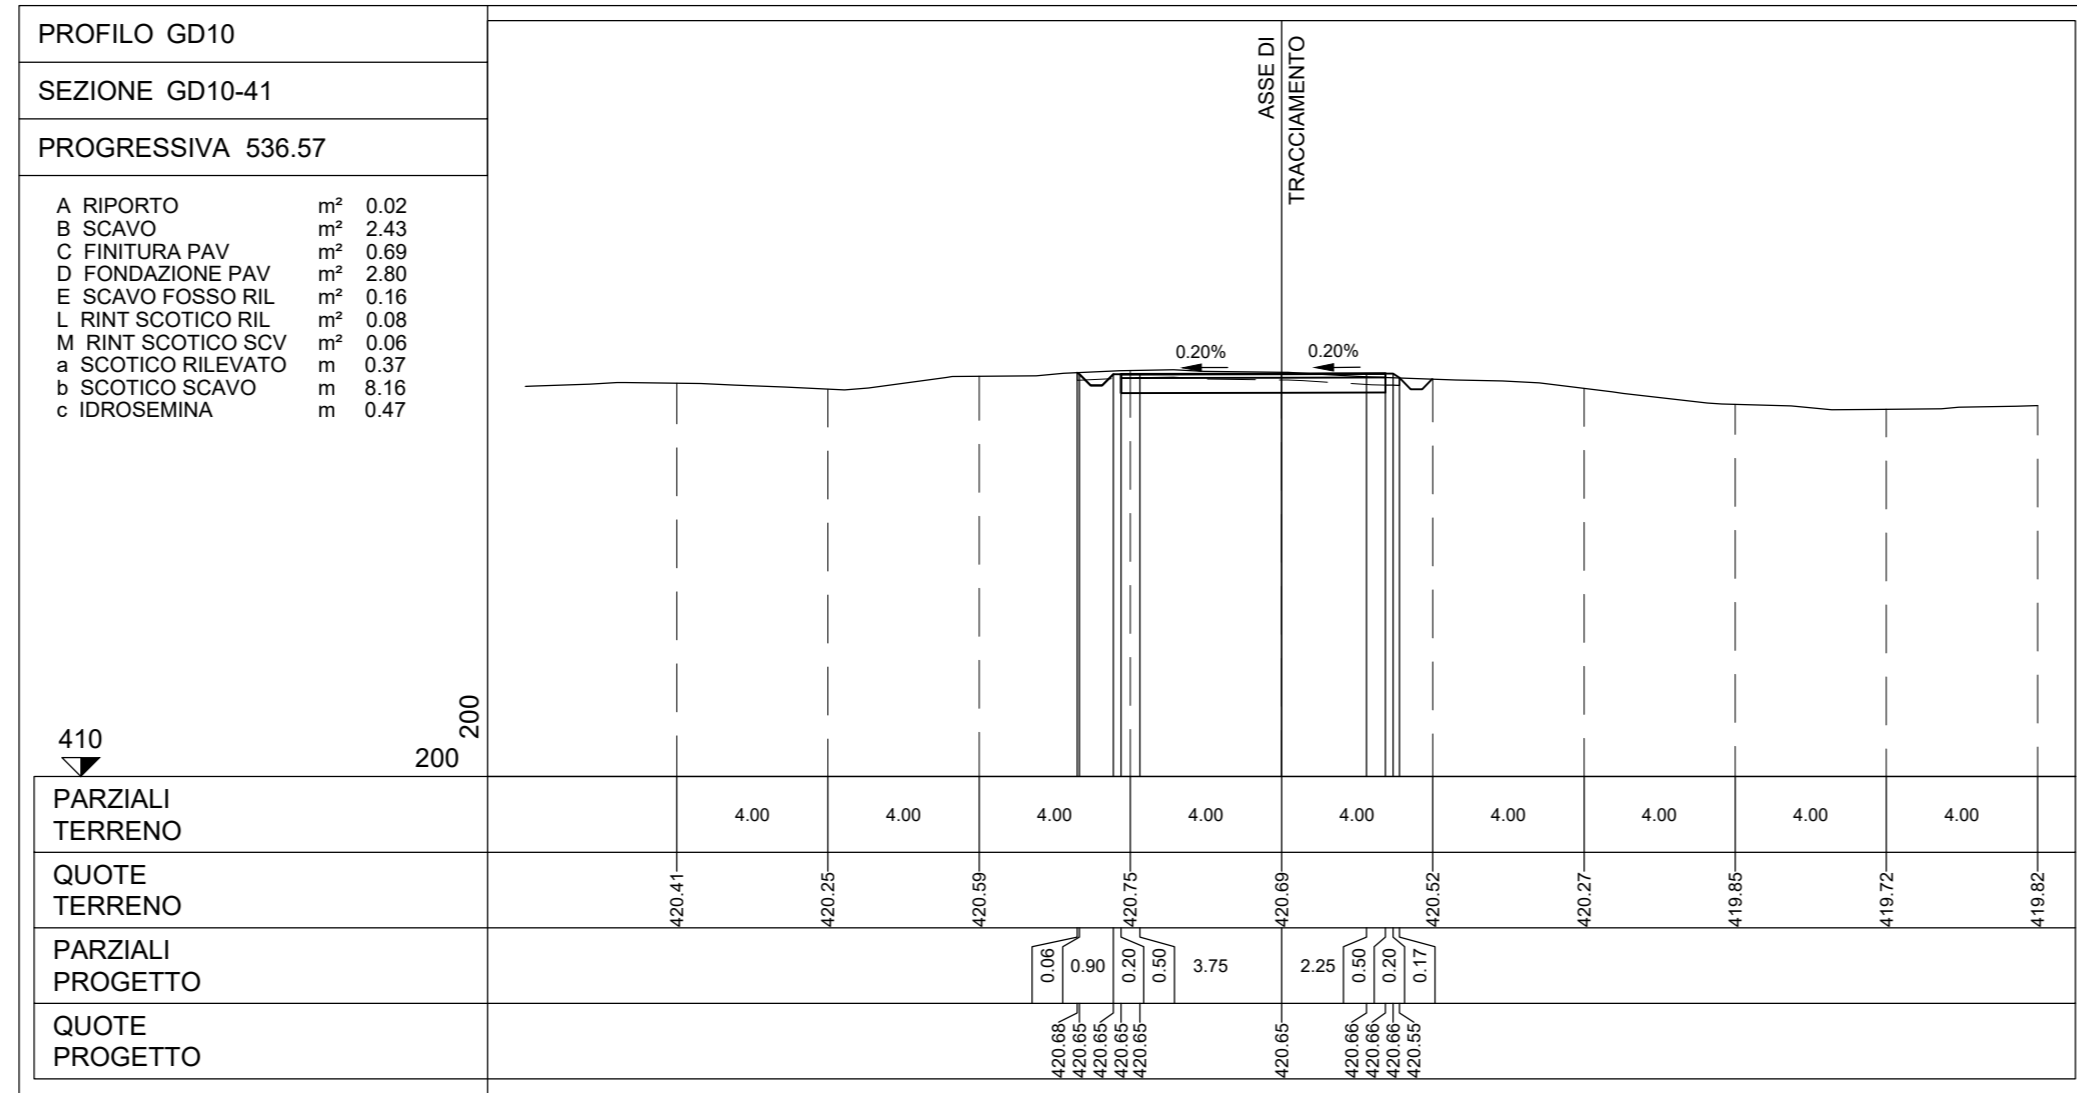 PROFILO GD10
SEZIONE GD10-41
PROGRESSIVA 536.57
A RIPORTO m² 0.02
B SCAVO m² 2.43
C FINITURA PAV m² 0.69
D FONDAZIONE PAV m² 2.80
E SCAVO FOSSO RIL m² 0.16
L RINT SCOTICO RIL m² 0.08
M RINT SCOTICO SCV m² 0.06
a SCOTICO RILEVATO m 0.37
b SCOTICO SCAVO m 8.16
c IDROSEMINA m 0.47
ASSE DI
TRACCIAMENTO
0.20% 0.20%
410
200
200
PARZIALI
TERRENO
4.00 4.00 4.00 4.00 4.00 4.00 4.00 4.00 4.00
QUOTE
TERRENO
420.41 420.25 420.59 420.75 420.69 420.52 420.27 419.85 419.72 419.82
PARZIALI
PROGETTO
0.06 0.90 0.20 0.50 3.75 2.25 0.50 0.20 0.17
QUOTE
PROGETTO
420.68 420.65 420.65 420.65 420.65 420.65 420.66 420.66 420.66 420.55